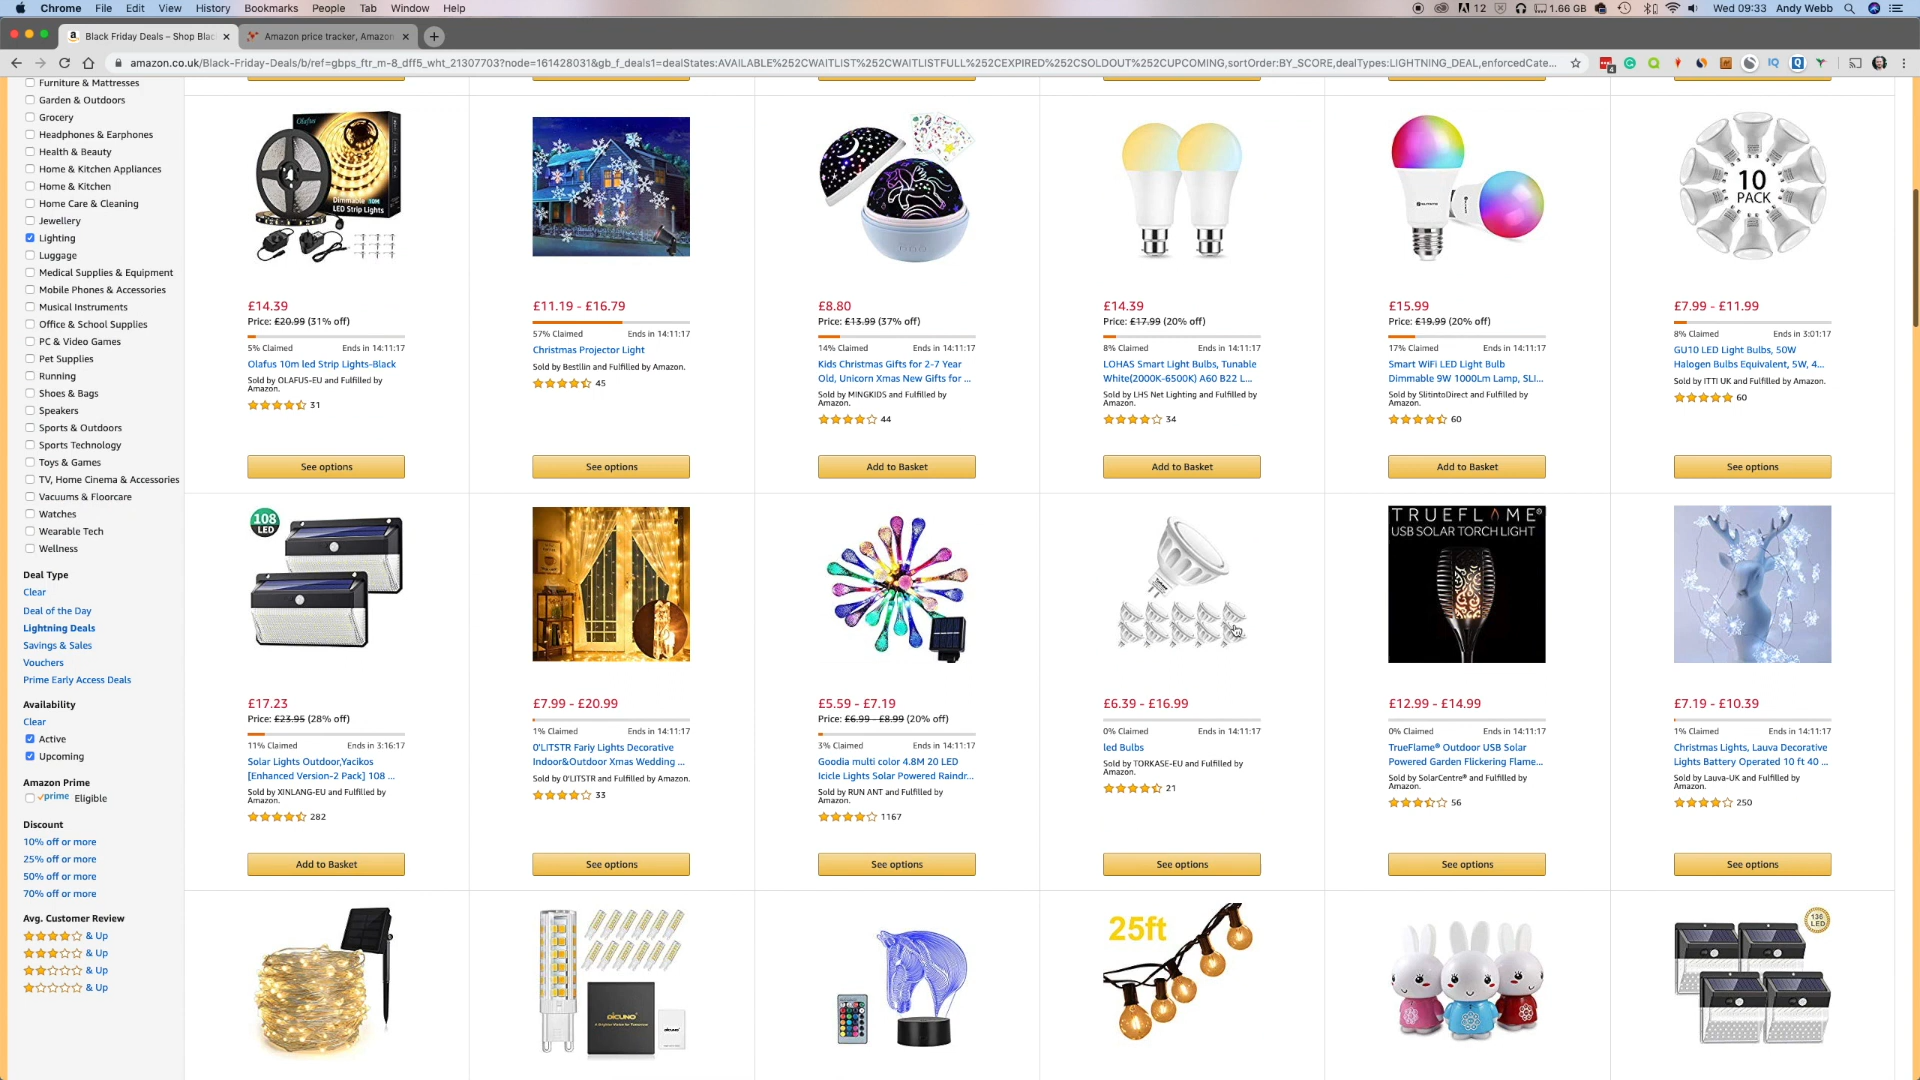 Chrome File Edit View History Bookmarks People Tab Window Help
12 1.66 GB Wed 09:33 Andy Webb
Black Friday Deals – Shop Blac
Amazon price tracker, Amazon
amazon.co.uk/Black-Friday-Deals/b/ref=gbps_ftr_m-8_dff5_wht_21307703?node=161428031&gb_f_deals1=dealStates:AVAILABLE%252CWAITLIST%252CWAITLISTFULL%252CEXPIRED%252CSOLDOUT%252CUPCOMING,sortOrder:BY_SCORE,dealTypes:LIGHTNING_DEAL,enforcedCate...
Furniture & Mattresses
Garden & Outdoors
Grocery
Headphones & Earphones
Health & Beauty
Home & Kitchen Appliances
Home & Kitchen
Home Care & Cleaning
Jewellery
Lighting
Luggage
Medical Supplies & Equipment
Mobile Phones & Accessories
Musical Instruments
Office & School Supplies
PC & Video Games
Pet Supplies
Running
Shoes & Bags
Speakers
Sports & Outdoors
Sports Technology
Toys & Games
TV, Home Cinema & Accessories
Vacuums & Floorcare
Watches
Wearable Tech
Wellness
Deal Type
Clear
Deal of the Day
Lightning Deals
Savings & Sales
Vouchers
Prime Early Access Deals
Availability
Clear
Active
Upcoming
Amazon Prime
prime Eligible
Discount
10% off or more
25% off or more
50% off or more
70% off or more
Avg. Customer Review
& Up
& Up
& Up
& Up
Olafus
Dimmable 10M
LED Strip Lights
£14.39
Price: £20.99 (31% off)
5% Claimed Ends in 14:11:17
Olafus 10m led Strip Lights-Black
Sold by OLAFUS-EU and Fulfilled by
Amazon.
31
See options
£11.19 - £16.79
57% Claimed Ends in 14:11:17
Christmas Projector Light
Sold by Bestllin and Fulfilled by Amazon.
45
See options
£8.80
Price: £13.99 (37% off)
14% Claimed Ends in 14:11:17
Kids Christmas Gifts for 2-7 Year
Old, Unicorn Xmas New Gifts for ...
Sold by MINGKIDS and Fulfilled by
Amazon.
44
Add to Basket
£14.39
Price: £17.99 (20% off)
8% Claimed Ends in 14:11:17
LOHAS Smart Light Bulbs, Tunable
White(2000K-6500K) A60 B22 L...
Sold by LHS Net Lighting and Fulfilled by
Amazon.
34
Add to Basket
£15.99
Price: £19.99 (20% off)
17% Claimed Ends in 14:11:17
Smart WiFi LED Light Bulb
Dimmable 9W 1000Lm Lamp, SLI...
Sold by SlitintoDirect and Fulfilled by
Amazon.
60
Add to Basket
10
PACK
£7.99 - £11.99
8% Claimed Ends in 3:01:17
GU10 LED Light Bulbs, 50W
Halogen Bulbs Equivalent, 5W, 4...
Sold by ITTI UK and Fulfilled by Amazon.
60
See options
108
LED
£17.23
Price: £23.95 (28% off)
11% Claimed Ends in 3:16:17
Solar Lights Outdoor,Yacikos
[Enhanced Version-2 Pack] 108 ...
Sold by XINLANG-EU and Fulfilled by
Amazon.
282
Add to Basket
£7.99 - £20.99
1% Claimed Ends in 14:11:17
O'LITSTR Fariy Lights Decorative
Indoor&Outdoor Xmas Wedding ...
Sold by O'LITSTR and Fulfilled by Amazon.
33
See options
£5.59 - £7.19
Price: £6.99 - £8.99 (20% off)
3% Claimed Ends in 14:11:17
Goodia multi color 4.8M 20 LED
Icicle Lights Solar Powered Raindr...
Sold by RUN ANT and Fulfilled by
Amazon.
1167
See options
£6.39 - £16.99
0% Claimed Ends in 14:11:17
led Bulbs
Sold by TORKASE-EU and Fulfilled by
Amazon.
21
See options
TRUEFLAME®
USB SOLAR TORCH LIGHT
£12.99 - £14.99
0% Claimed Ends in 14:11:17
TrueFlame® Outdoor USB Solar
Powered Garden Flickering Flame...
Sold by SolarCentre® and Fulfilled by
Amazon.
56
See options
£7.19 - £10.39
1% Claimed Ends in 14:11:17
Christmas Lights, Lauva Decorative
Lights Battery Operated 10 ft 40 ...
Sold by Lauva-UK and Fulfilled by
Amazon.
250
See options
DiCUNO
25ft
136
LED